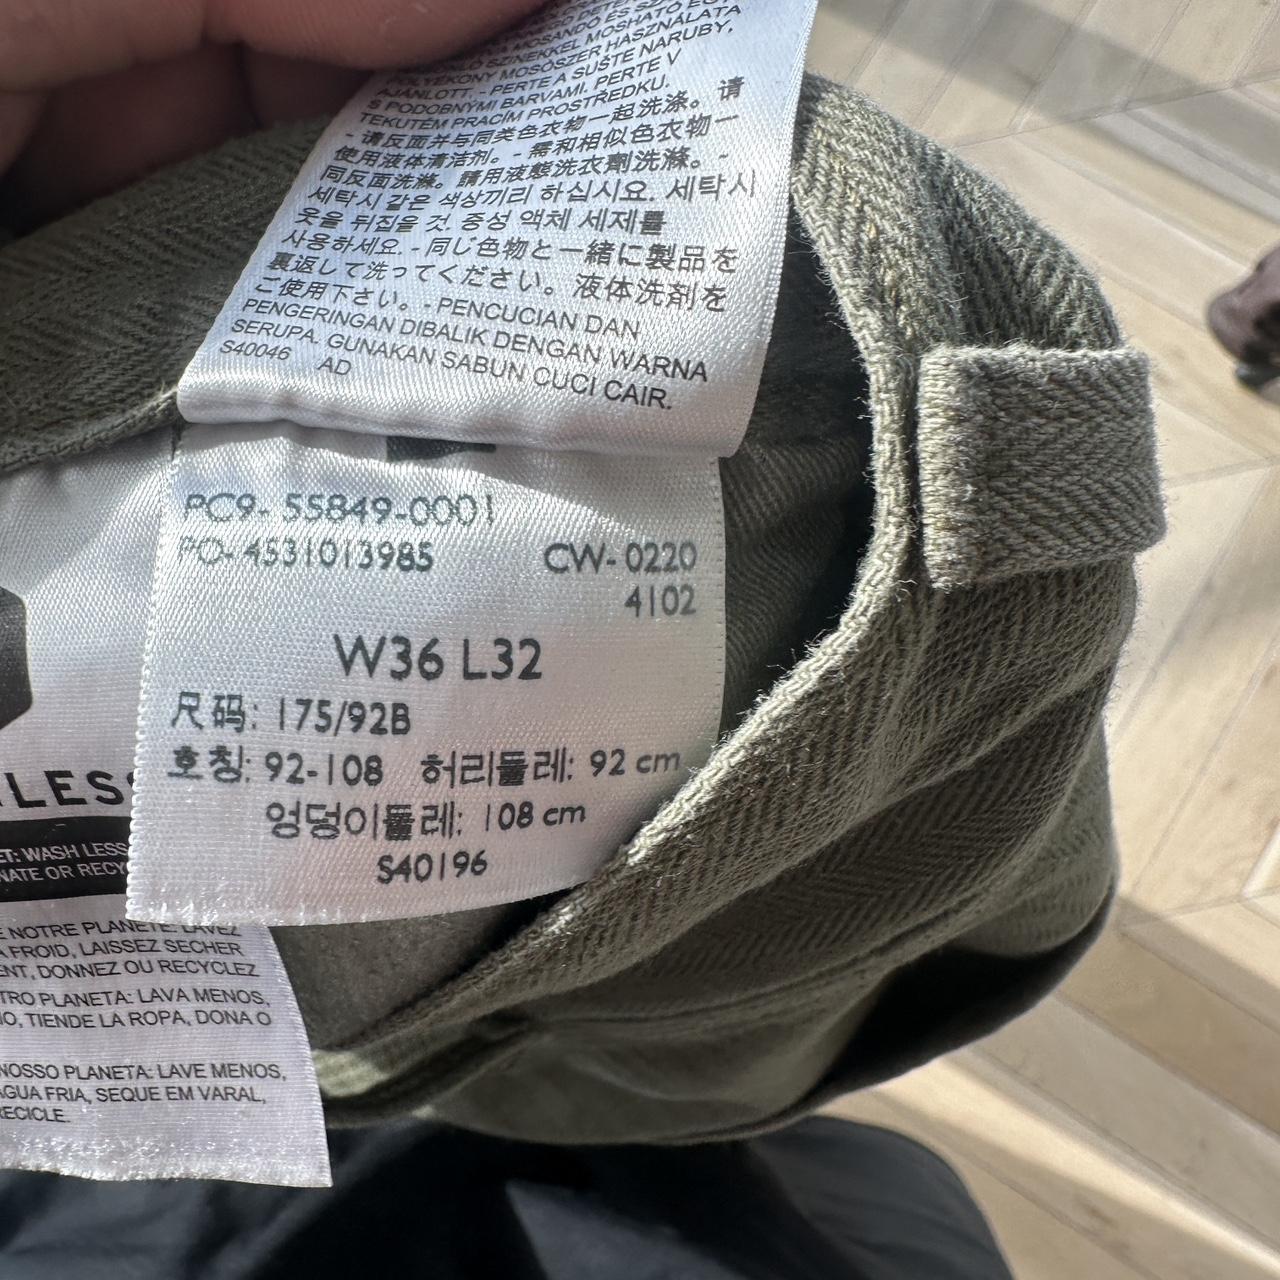 MOSANDÓ ÉS
SZÍNEKKEL MOSHATÓ
FOLYÉKONY MOSÓSZER HASZNÁLATA
AJÁNLOTT. - PERTE A SUŠTE NARUBY,
S PODOBNÝMI BARVAMI. PERTE V
TEKUTÉM PRACÍM PROSTŘEDKU.
- 请反面并与同类色衣物一起洗涤。请
使用液体清洁剂。- 需和相似色衣物一
同反面洗滌。請用液態洗衣劑洗滌。-
세탁시 같은 색상끼리 하십시요. 세탁시
옷을 뒤집을것 중성 액체 세제를
사용하세요. - 同じ色物と一緒に製品を
裏返して洗ってください。液体洗剤を
ご使用下さい。- PENCUCIAN DAN
PENGERINGAN DIBALIK DENGAN WARNA
SERUPA. GUNAKAN SABUN CUCI CAIR.
S40046 AD
PC9- 55849-0001
PO- 4531013985 CW- 0220
4102
W36 L32
尺码: 175/92B
호칭: 92-108 허리둘레: 92 cm
엉덩이둘레: 108 cm
S40196
LESS
WASH LESS
OR
NOTRE PLANÈTE: LAVEZ
FROID, LAISSEZ SECHER
DONNEZ OU RECYCLEZ
PLANETA: LAVA MENOS,
TIENDE LA ROPA, DONA O
NOSSO PLANETA: LAVE MENOS,
FRIA, SEQUE EM VARAL,